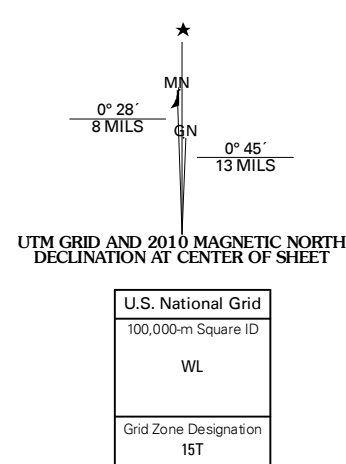 ★
MN
0° 28´
8 MILS
GN
0° 45´
13 MILS
UTM GRID AND 2010 MAGNETIC NORTH
DECLINATION AT CENTER OF SHEET
U.S. National Grid
100,000-m Square ID
WL
Grid Zone Designation
15T